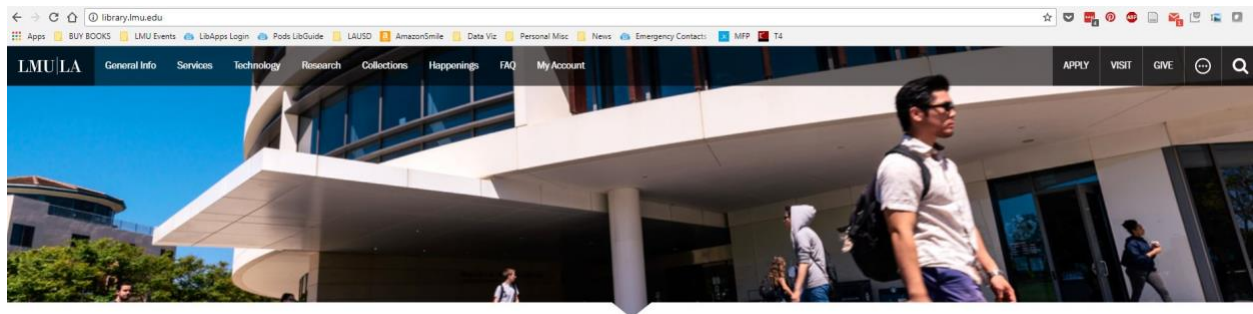 library.lmu.edu
Apps BUY BOOKS LMU Events LibApps Login Pods LibGuide LAUSD AmazonSmile Data Viz Personal Misc News Emergency Contacts MFP T4
LMU|LA General Info Services Technology Research Collections Happenings FAQ My Account APPLY VISIT GIVE